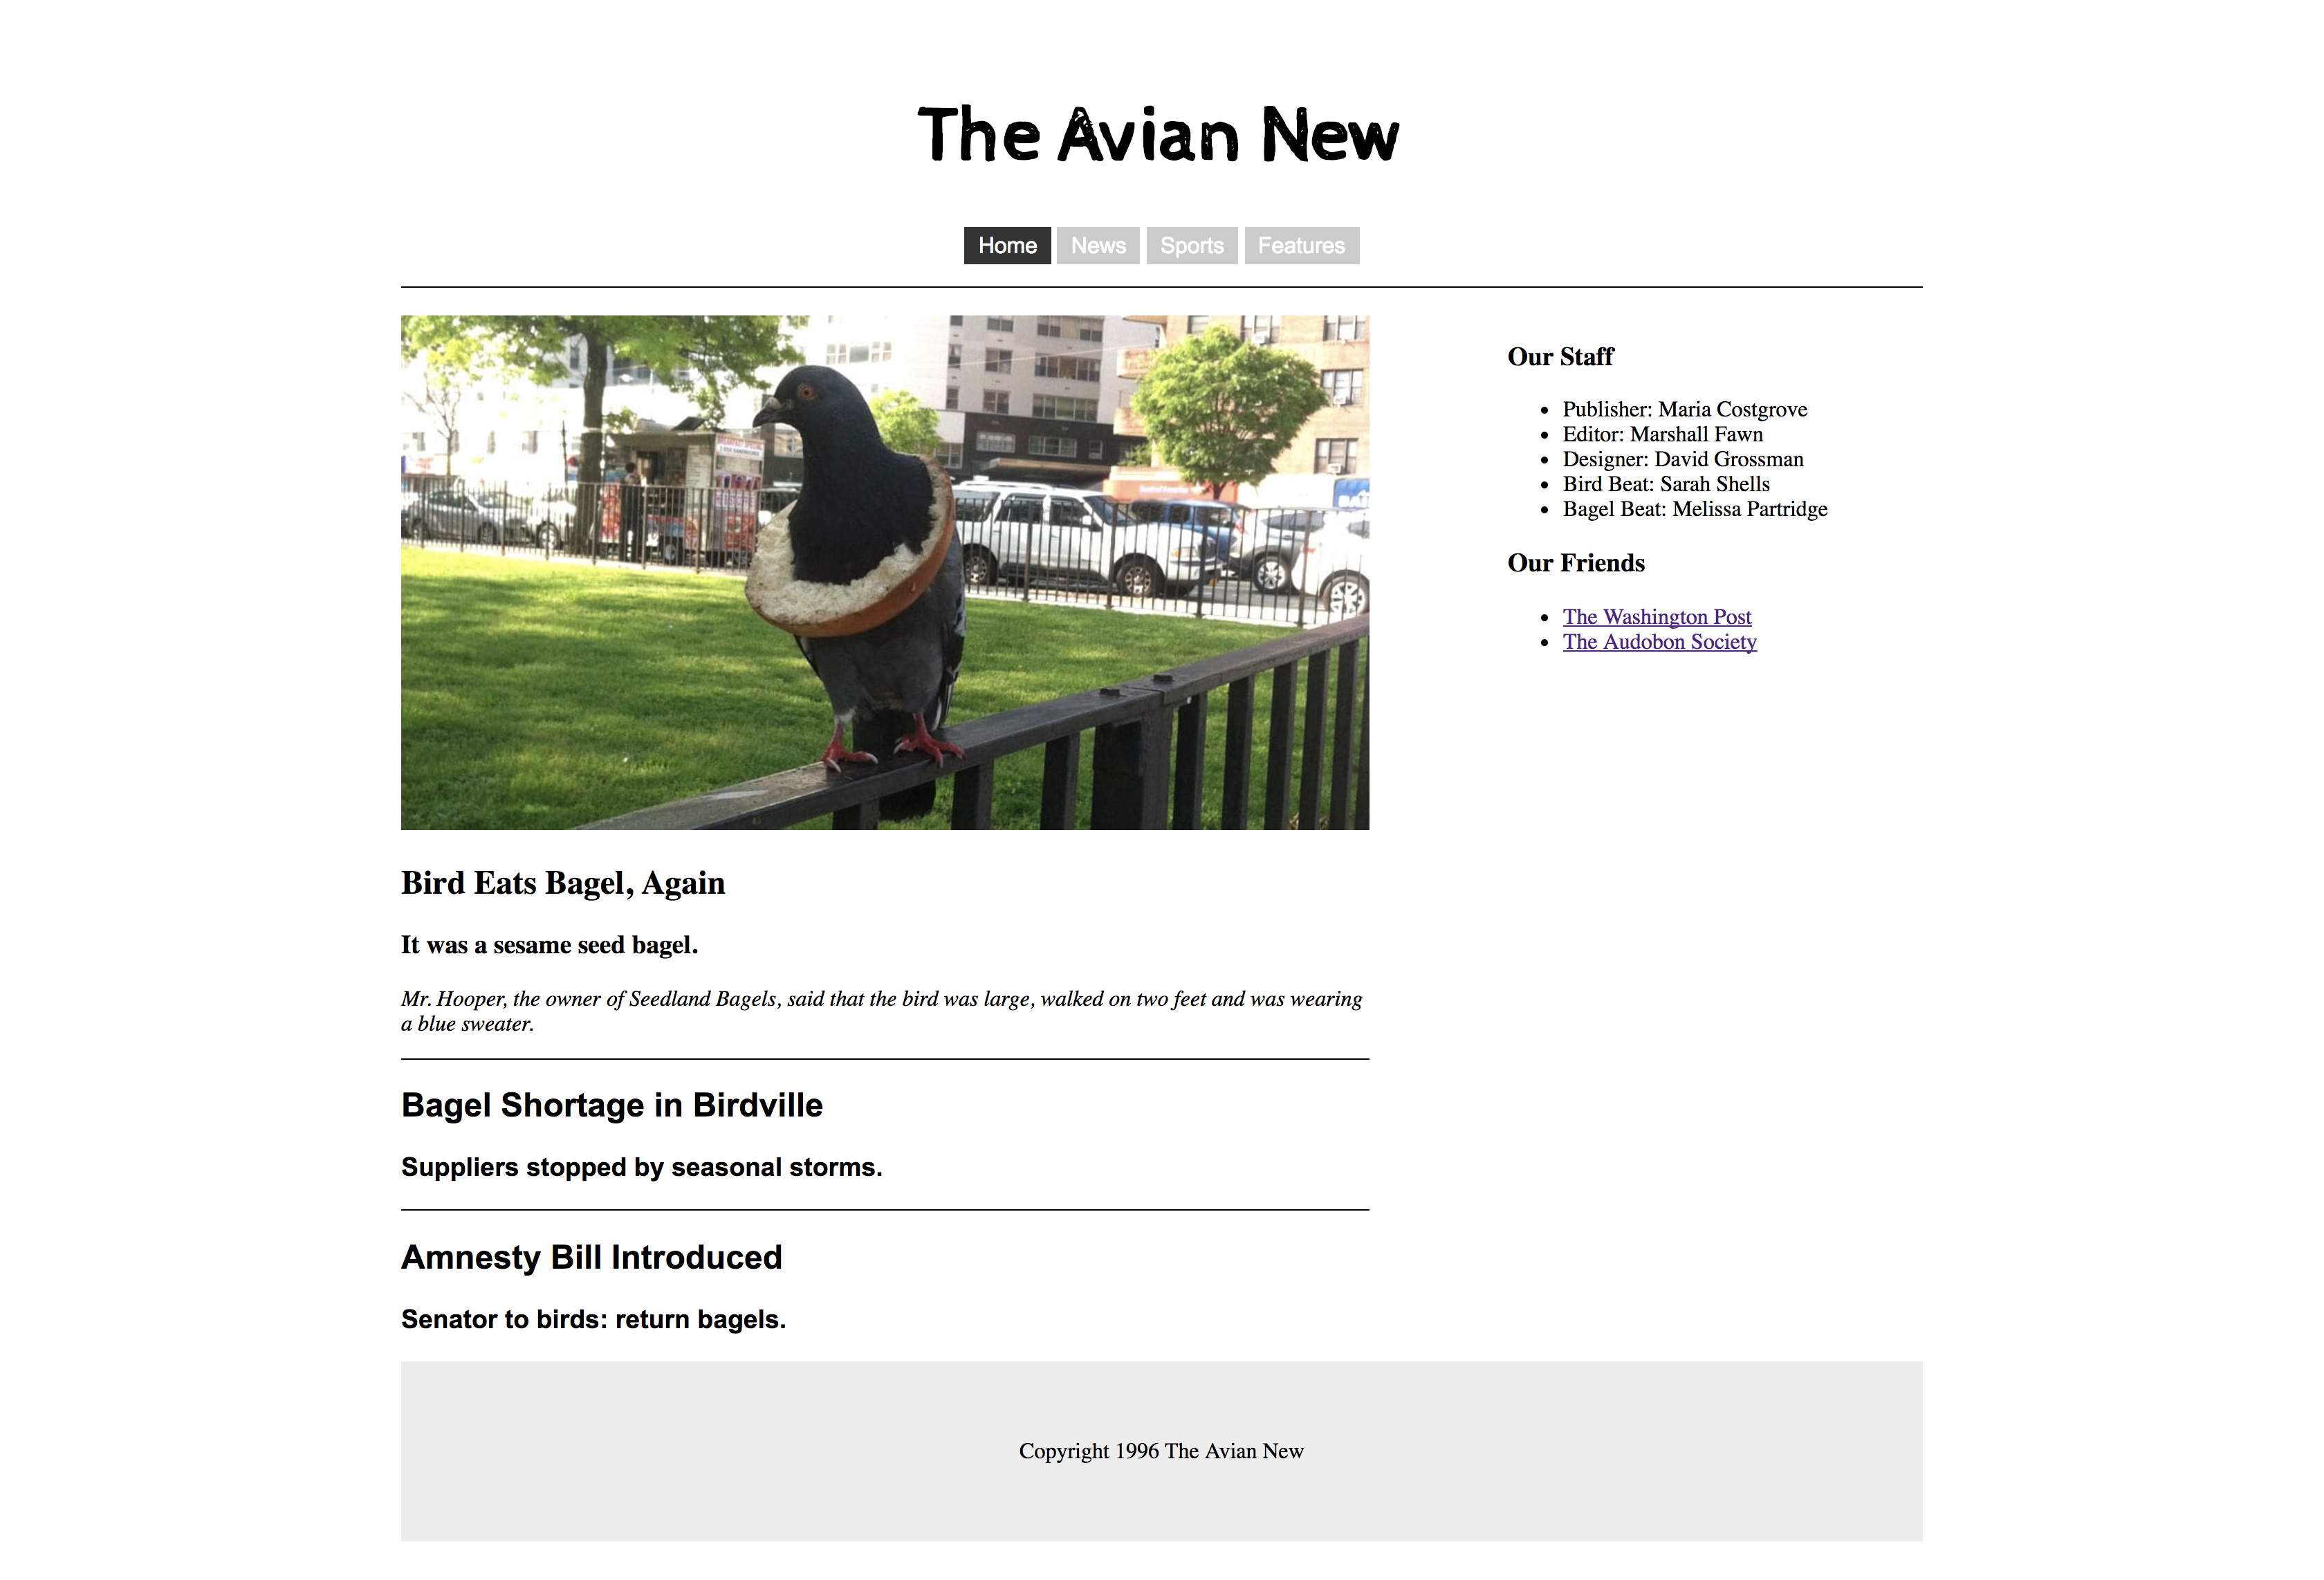 The Avian New
Home News Sports Features
BREAKFAST SPECIAL
Our Staff
Publisher: Maria Costgrove
Editor: Marshall Fawn
Designer: David Grossman
Bird Beat: Sarah Shells
Bagel Beat: Melissa Partridge
Our Friends
The Washington Post
The Audobon Society
Bird Eats Bagel, Again
It was a sesame seed bagel.
Mr. Hooper, the owner of Seedland Bagels, said that the bird was large, walked on two feet and was wearing
a blue sweater.
Bagel Shortage in Birdville
Suppliers stopped by seasonal storms.
Amnesty Bill Introduced
Senator to birds: return bagels.
Copyright 1996 The Avian New